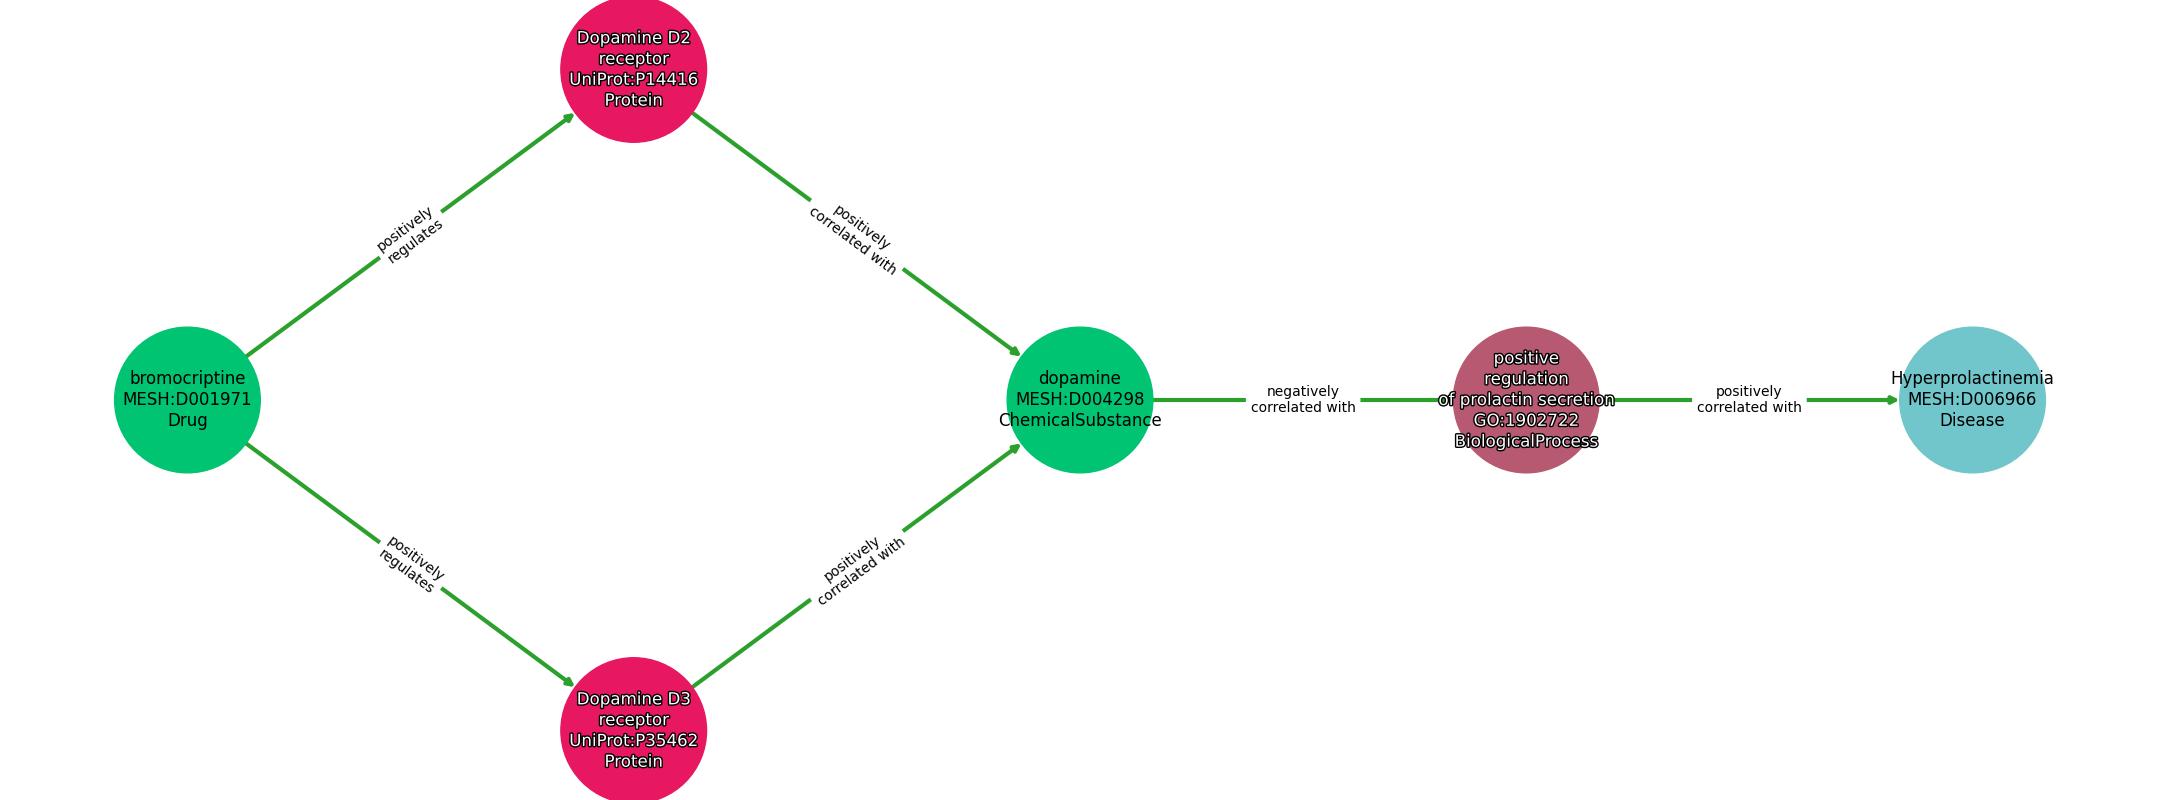 Dopamine D2
receptor
UniProt:P14416
Protein
positively
regulates
positively
correlated with
bromocriptine
MESH:D001971
Drug
dopamine
MESH:D004298
ChemicalSubstance
negatively
correlated with
positive
regulation
of prolactin secretion
GO:1902722
BiologicalProcess
positively
correlated with
Hyperprolactinemia
MESH:D006966
Disease
positively
regulates
positively
correlated with
Dopamine D3
receptor
UniProt:P35462
Protein